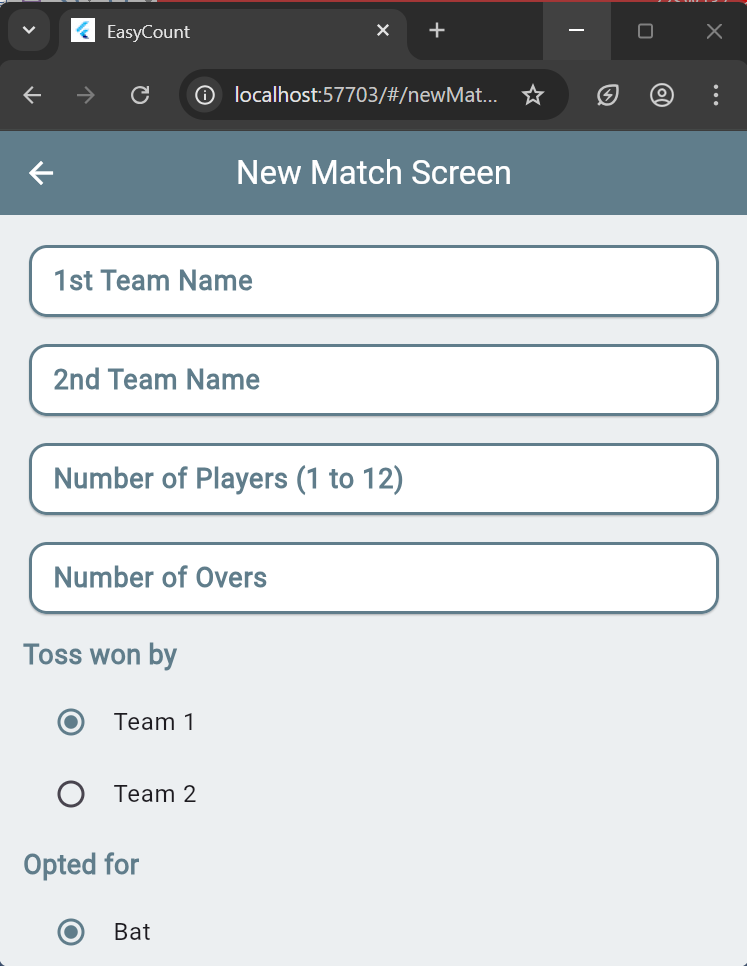 EasyCount
localhost:57703/#/newMat...
New Match Screen
1st Team Name
2nd Team Name
Number of Players (1 to 12)
Number of Overs
Toss won by
Team 1
Team 2
Opted for
Bat